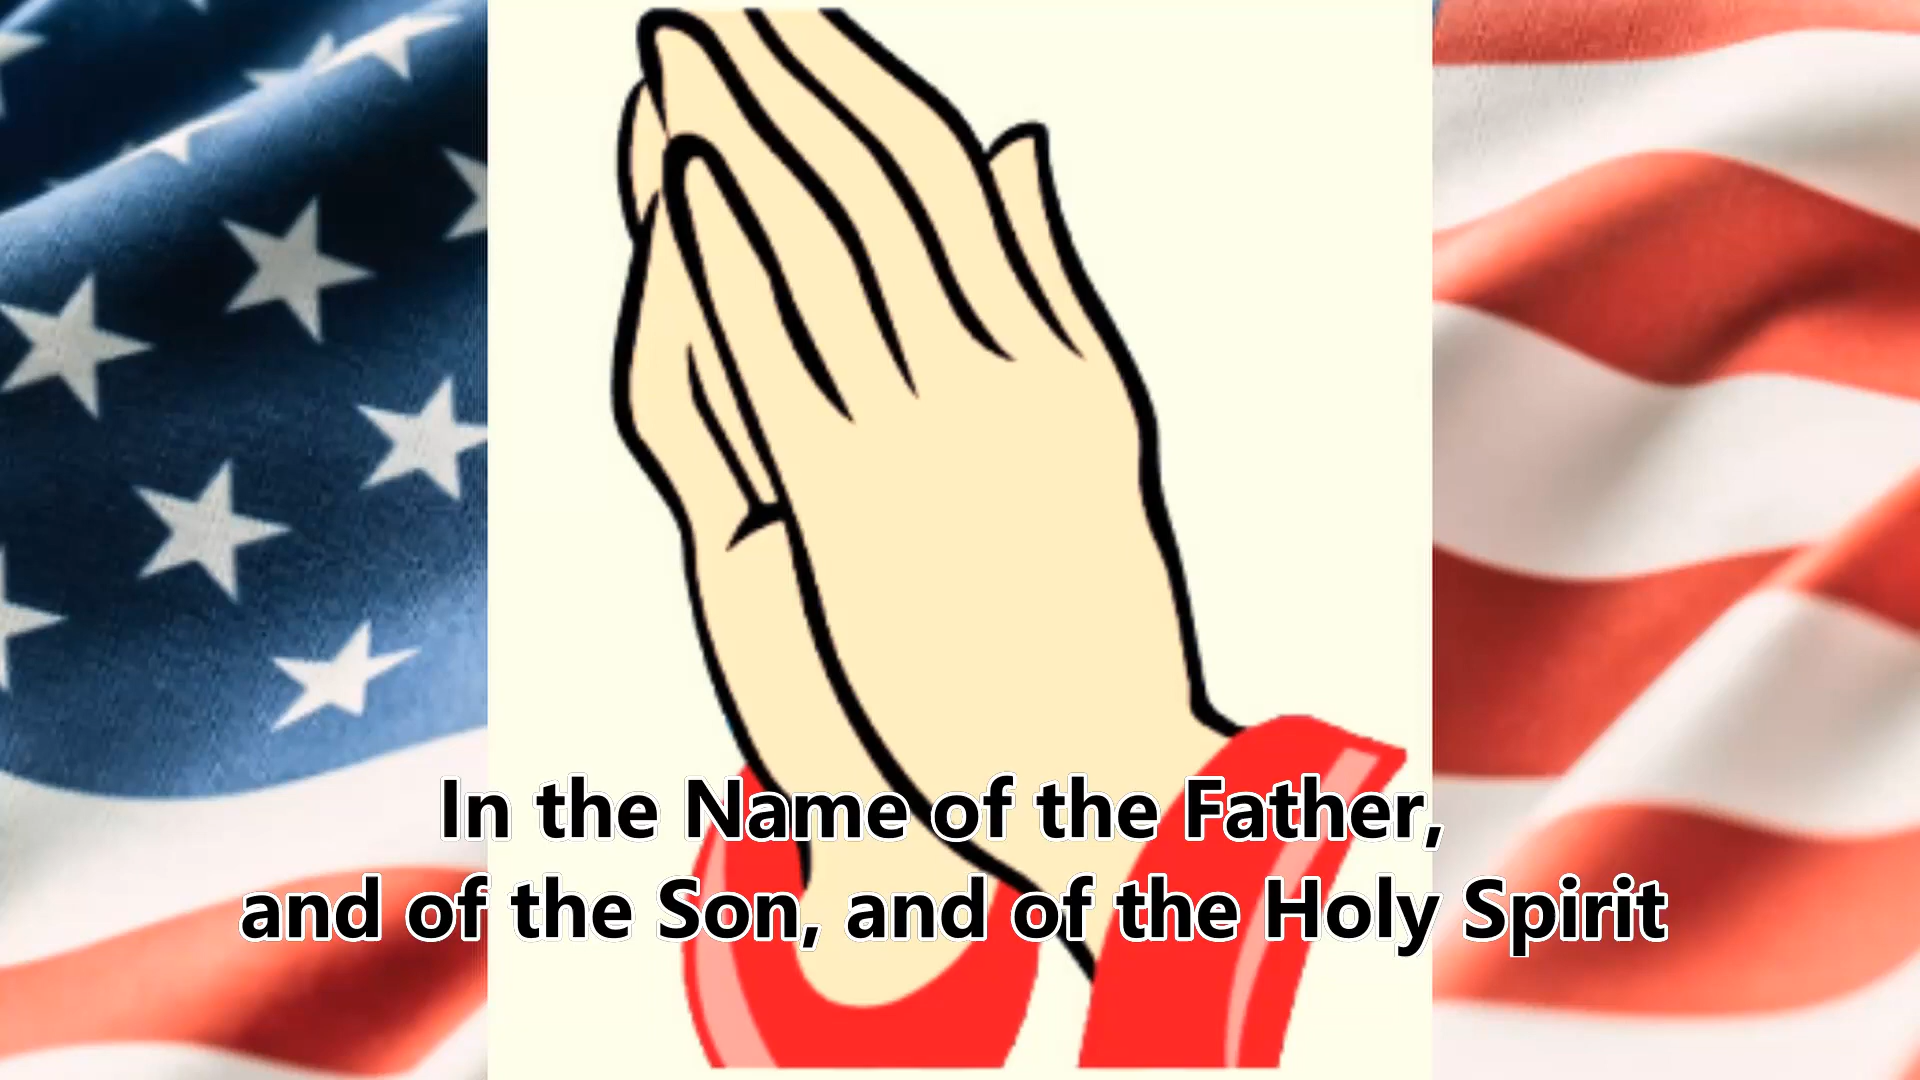 In the Name of the Father,
and of the Son, and of the Holy Spirit